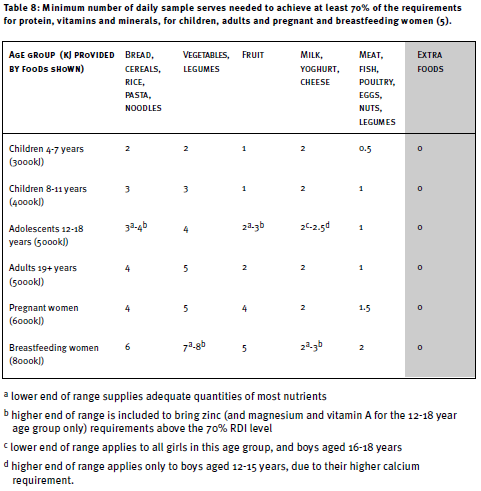 Table 8: Minimum number of daily sample serves needed to achieve at least 70% of the requirements
for protein, vitamins and minerals, for children, adults and pregnant and breastfeeding women (5).
Age group (kJ provided by foods shown) Bread, cereals, rice, pasta, noodles Vegetables, legumes Fruit Milk, yoghurt, cheese Meat, fish, poultry, eggs, nuts, legumes Extra foods
Children 4-7 years (3000kJ) 2 2 1 2 0.5 0
Children 8-11 years (4000kJ) 3 3 1 2 1 0
Adolescents 12-18 years (5000kJ) 3a-4b 4 2a-3b 2c-2.5d 1 0
Adults 19+ years (5000kJ) 4 5 2 2 1 0
Pregnant women (6000kJ) 4 5 4 2 1.5 0
Breastfeeding women (8000kJ) 6 7a-8b 5 2a-3b 2 0
a lower end of range supplies adequate quantities of most nutrients
b higher end of range is included to bring zinc (and magnesium and vitamin A for the 12-18 year
age group only) requirements above the 70% RDI level
c lower end of range applies to all girls in this age group, and boys aged 16-18 years
d higher end of range applies only to boys aged 12-15 years, due to their higher calcium
requirement.